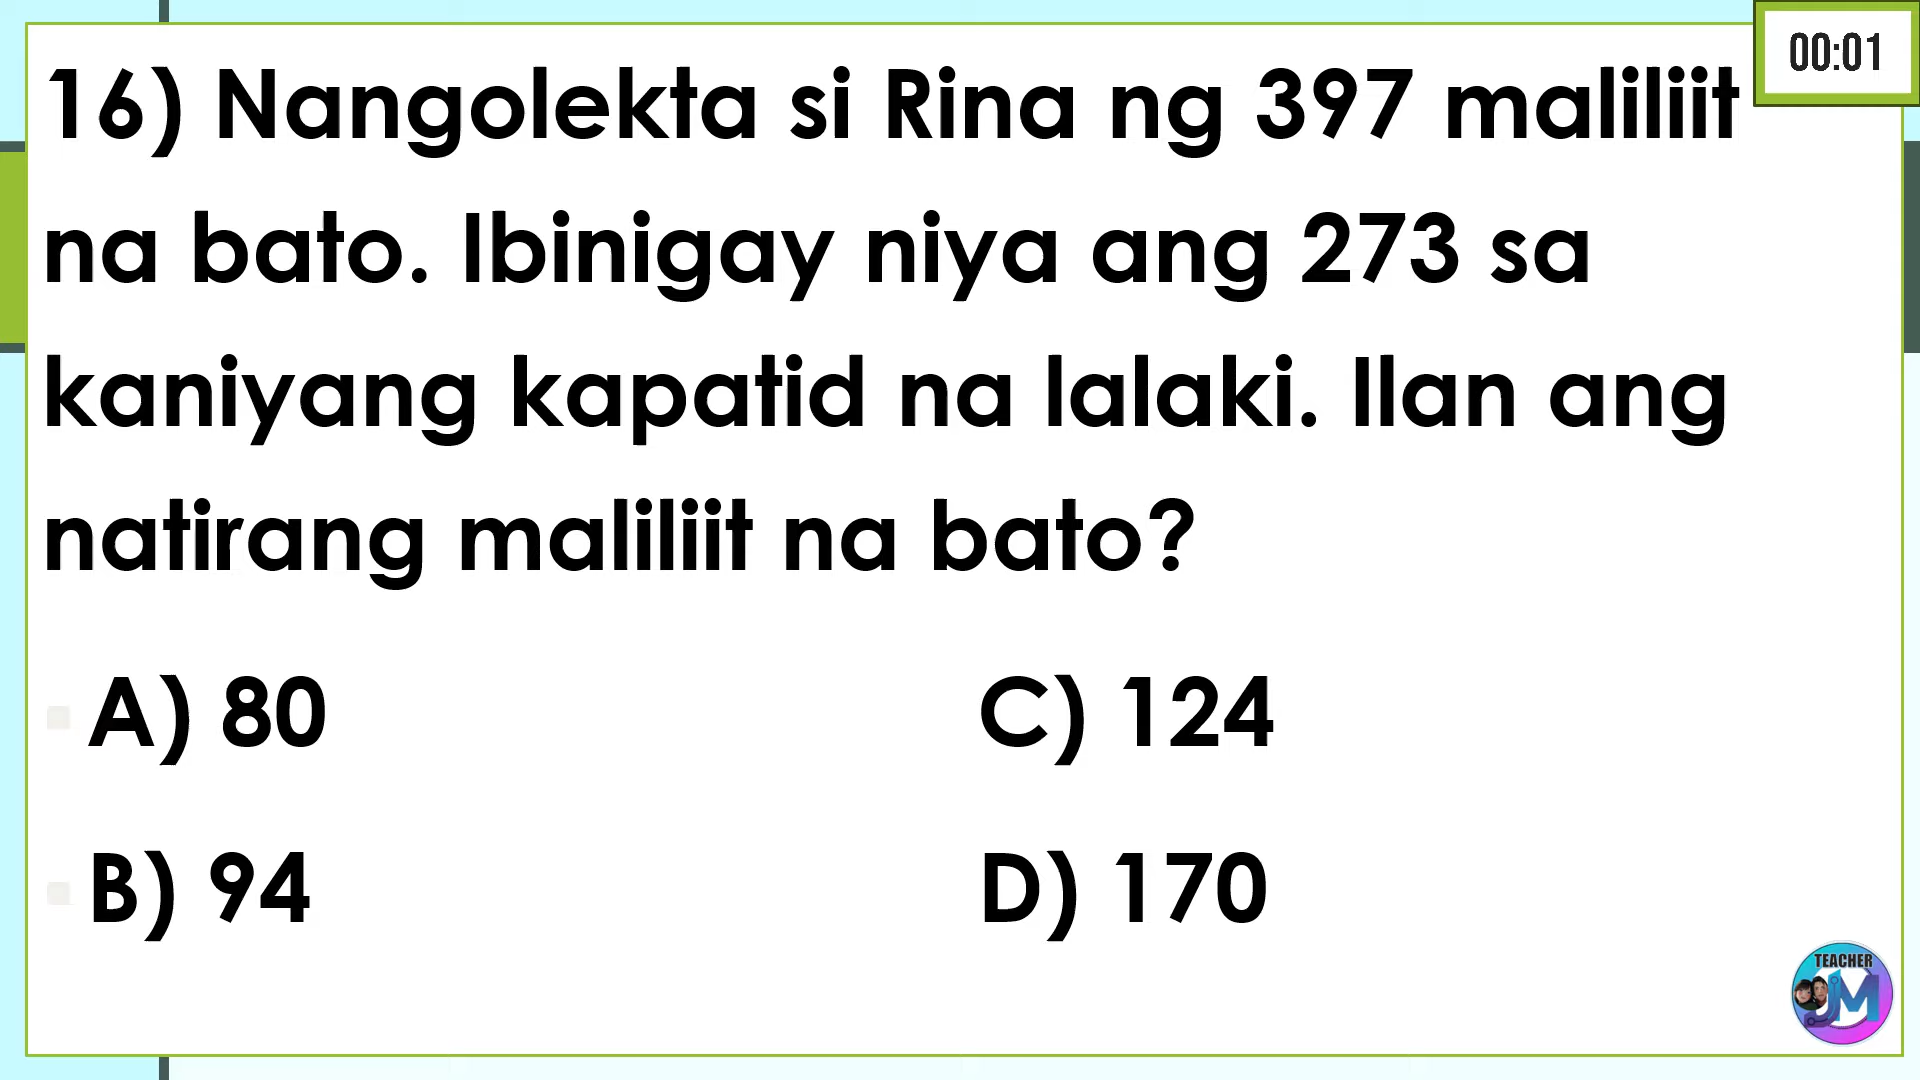 00:01
16) Nangolekta si Rina ng 397 maliliit
na bato. Ibinigay niya ang 273 sa
kaniyang kapatid na lalaki. Ilan ang
natirang maliliit na bato?
A) 80
C) 124
B) 94
D) 170
TEACHER
JM